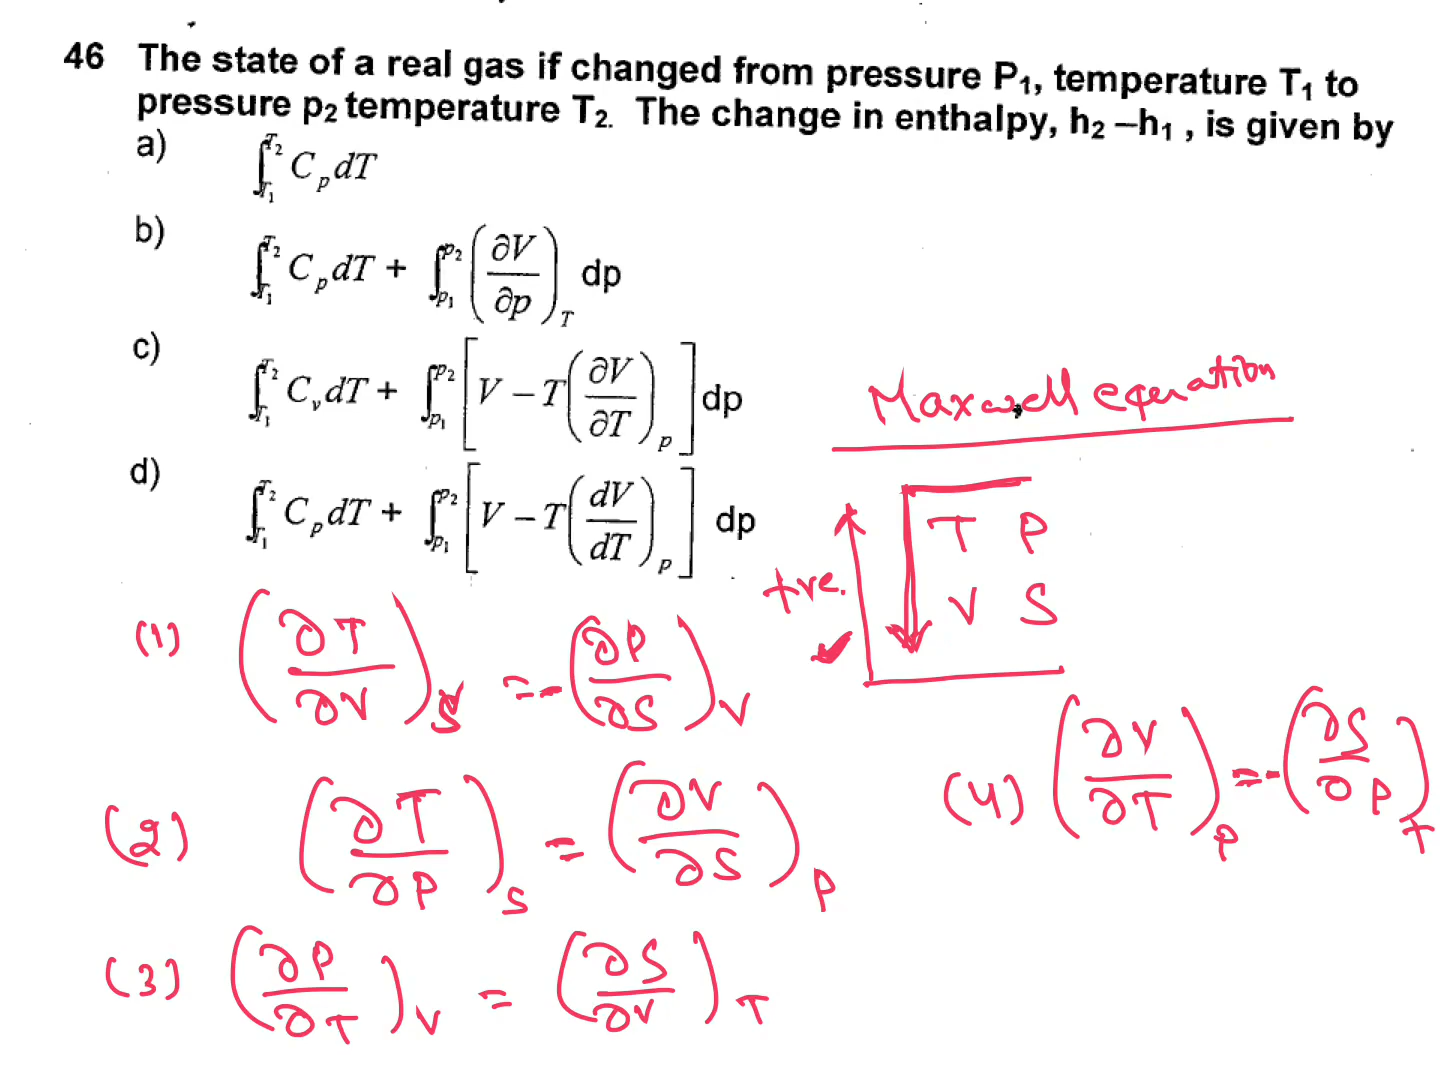 46 The state of a real gas if changed from pressure P₁, temperature T₁ to
pressure p₂ temperature T₂. The change in enthalpy, h₂ –h₁ , is given by
a) ∫_{T₁}^{T₂} C_p dT
b) ∫_{T₁}^{T₂} C_p dT + ∫_{p₁}^{p₂} (∂V/∂p)_T dp
c) ∫_{T₁}^{T₂} C_v dT + ∫_{p₁}^{p₂} [V – T(∂V/∂T)_p] dp
d) ∫_{T₁}^{T₂} C_p dT + ∫_{p₁}^{p₂} [V – T(dV/dT)_p] dp
Maxwell equation
T P
+ve.
V S
(1) (∂T/∂V)_S = -(∂P/∂S)_V
(2) (∂T/∂P)_S = (∂V/∂S)_P
(3) (∂P/∂T)_V = (∂S/∂V)_T
(4) (∂V/∂T)_P = -(∂S/∂P)_T